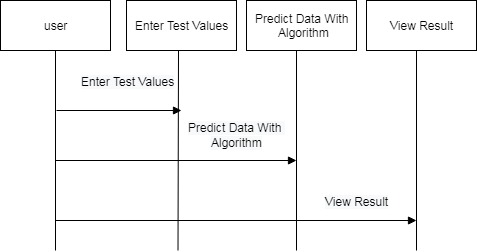 user
Enter Test Values
Predict Data With
Algorithm
View Result
Enter Test Values
Predict Data With
Algorithm
View Result